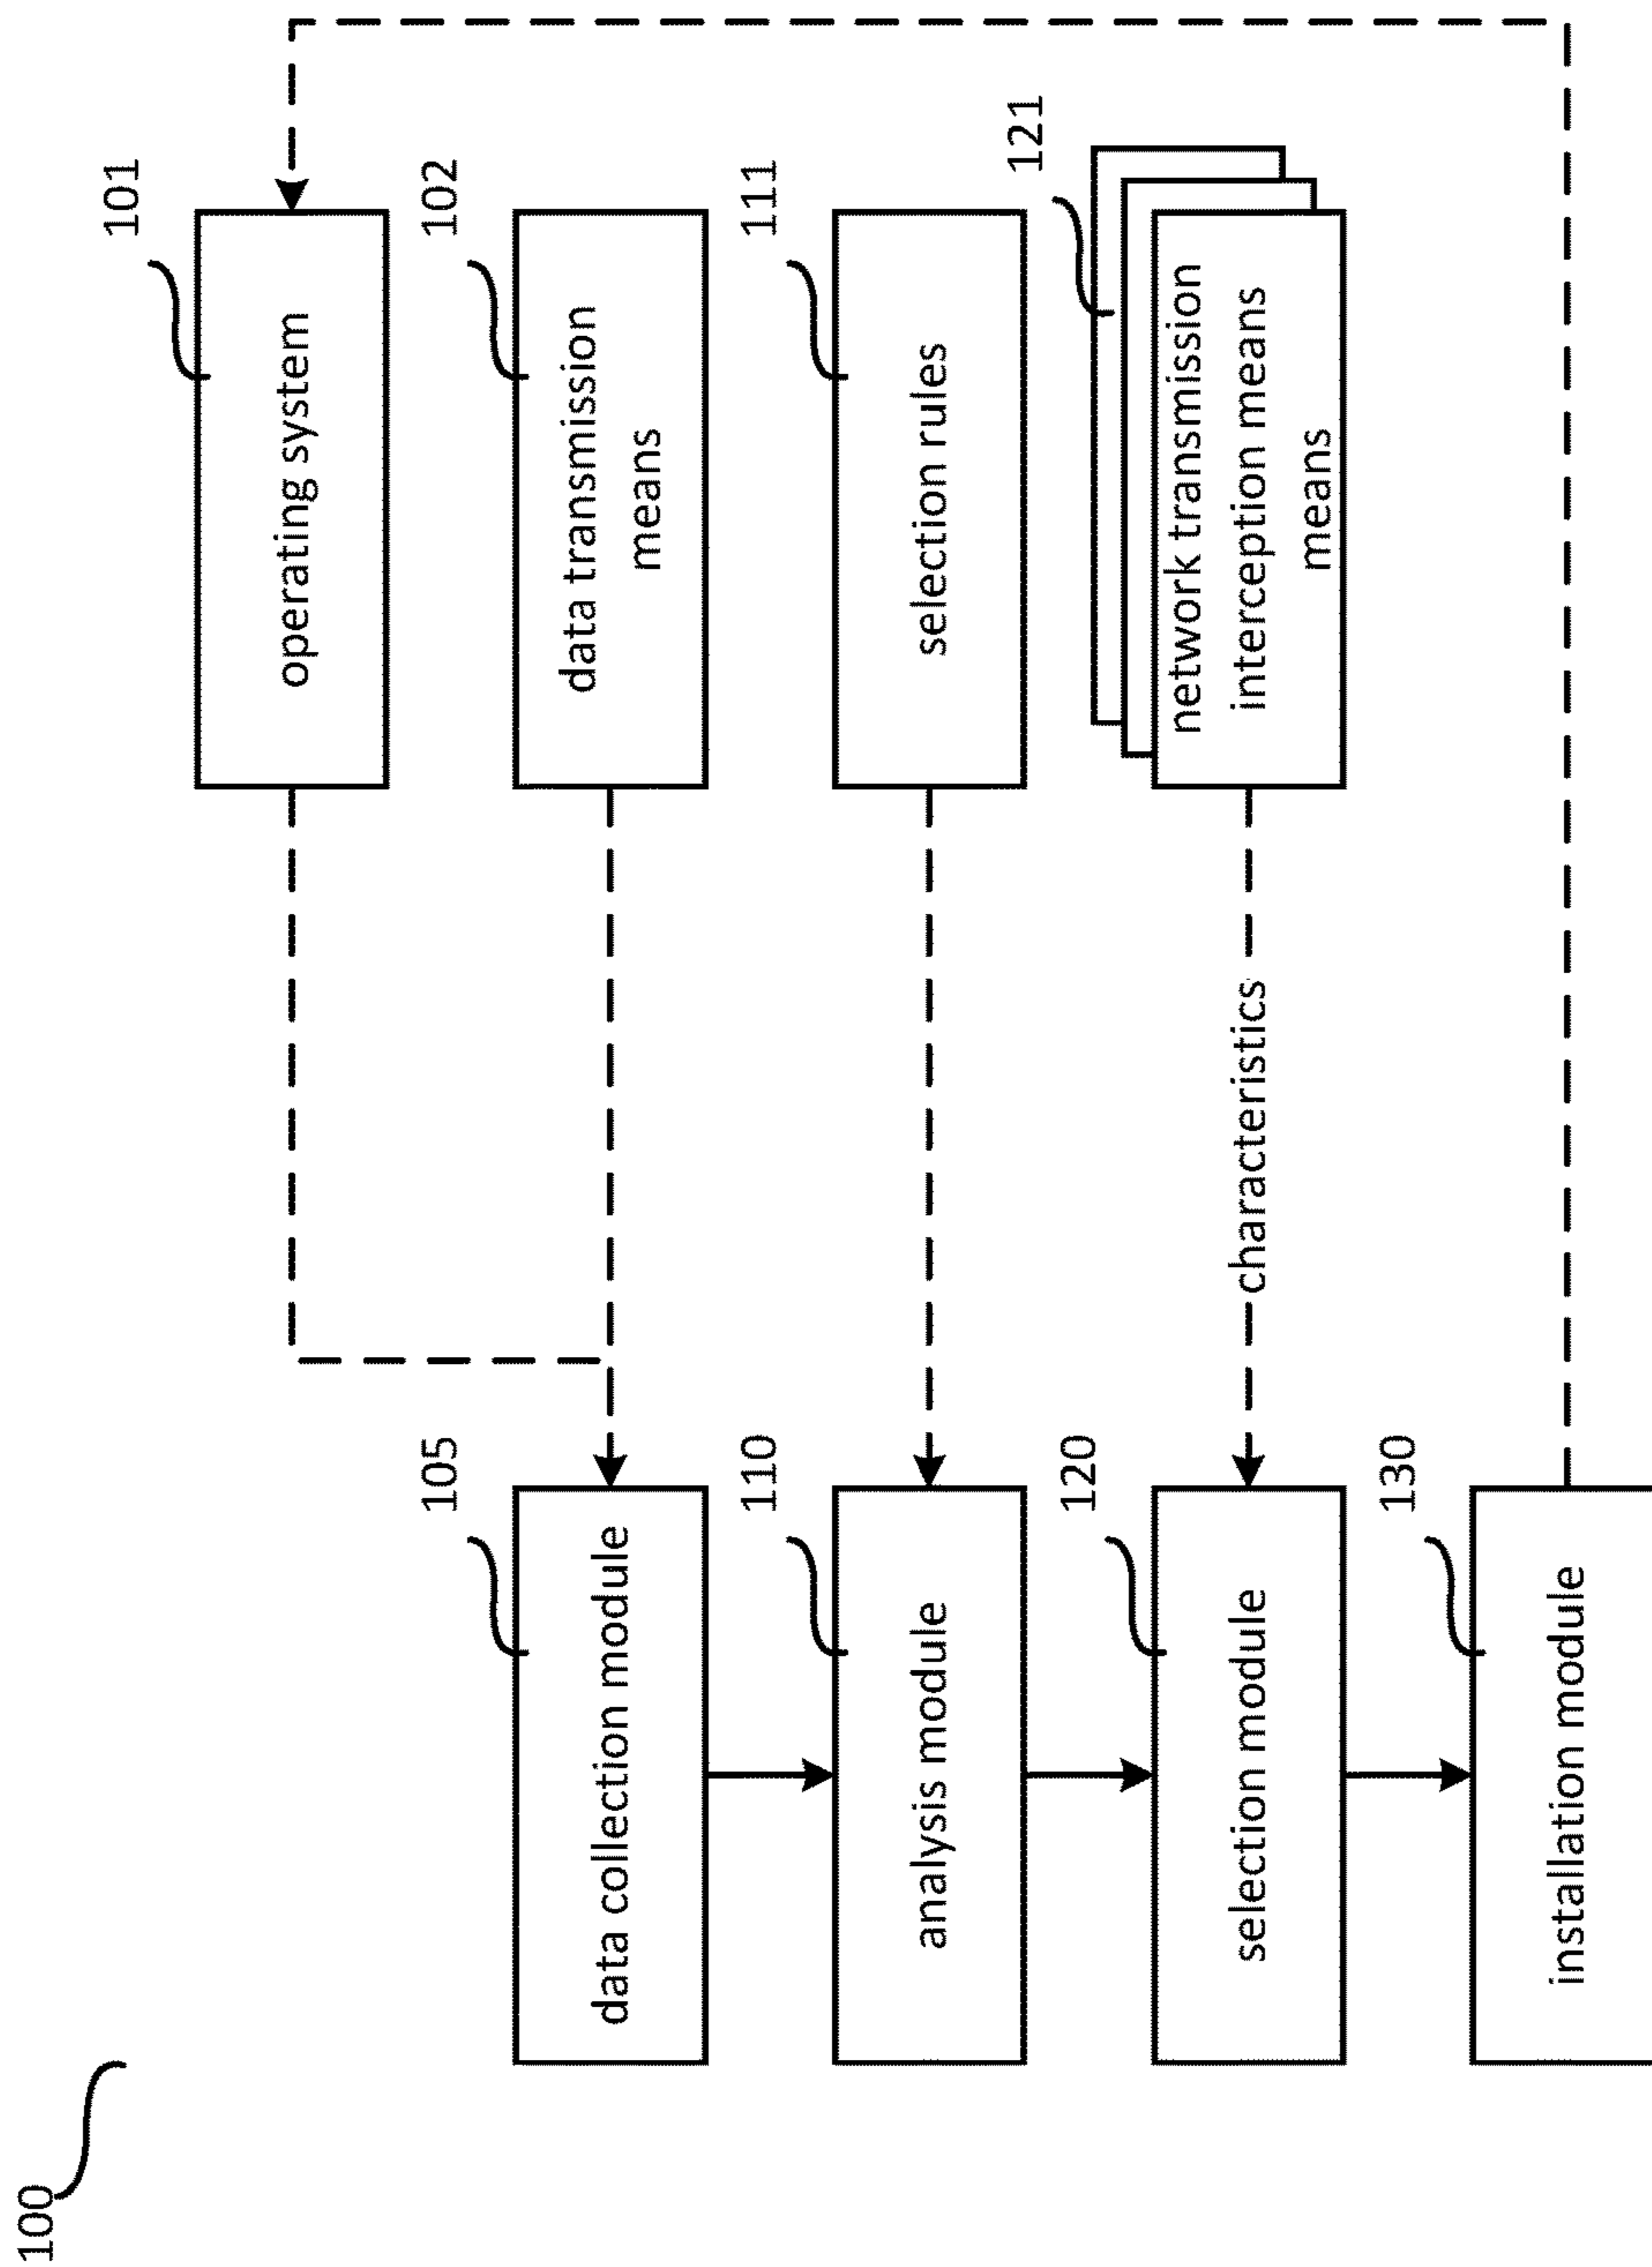 100
101
operating system
105
102
data collection module
data transmission
means
110
111
analysis module
selection rules
120
121
selection module
characteristics
network transmission
interception means
means
130
installation module